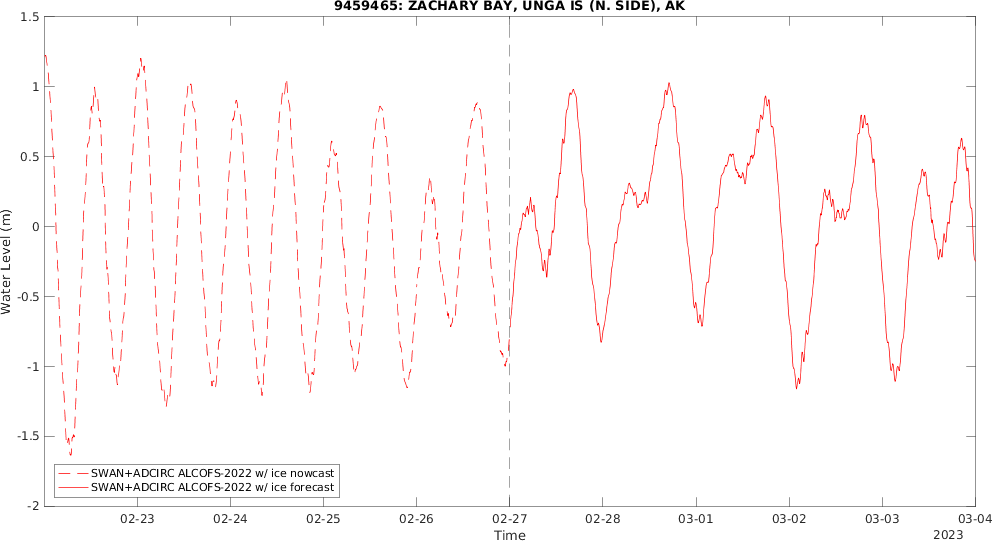 9459465: ZACHARY BAY, UNGA IS (N. SIDE), AK
1.5
1
0.5
0
-0.5
-1
-1.5
-2
Water Level (m)
SWAN+ADCIRC ALCOFS-2022 w/ ice nowcast
SWAN+ADCIRC ALCOFS-2022 w/ ice forecast
02-23 02-24 02-25 02-26 02-27 02-28 03-01 03-02 03-03 03-04
Time
2023